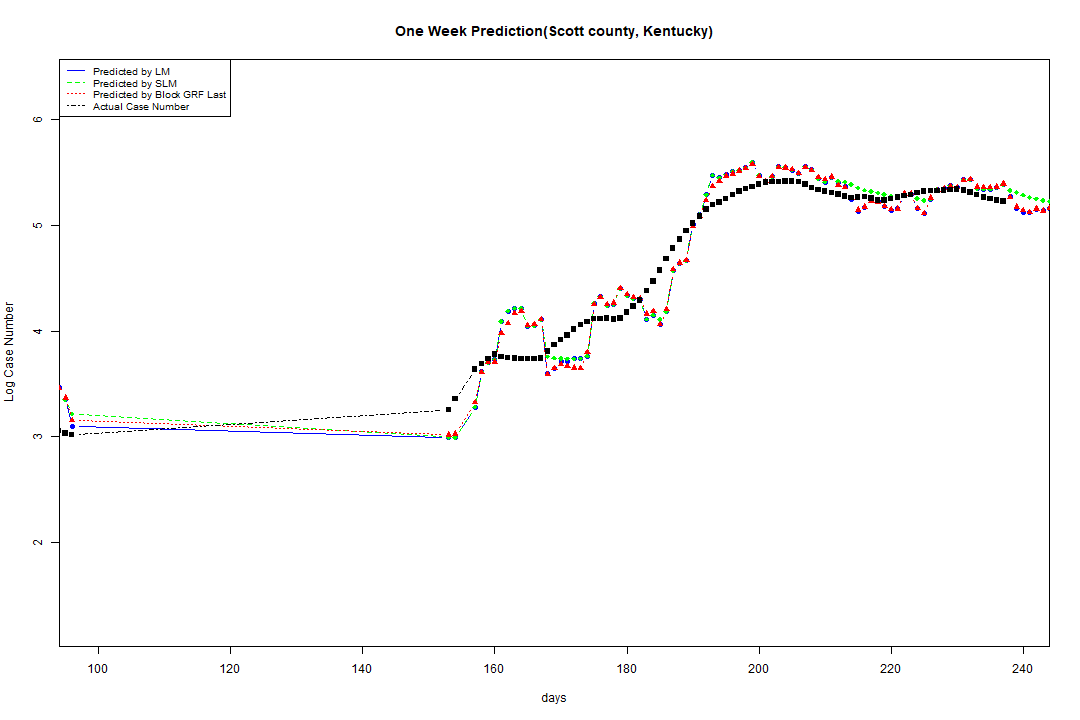 One Week Prediction(Scott county, Kentucky)
Predicted by LM
Predicted by SLM
Predicted by Block GRF Last
Actual Case Number
Log Case Number
6
5
4
3
2
100 120 140 160 180 200 220 240
days